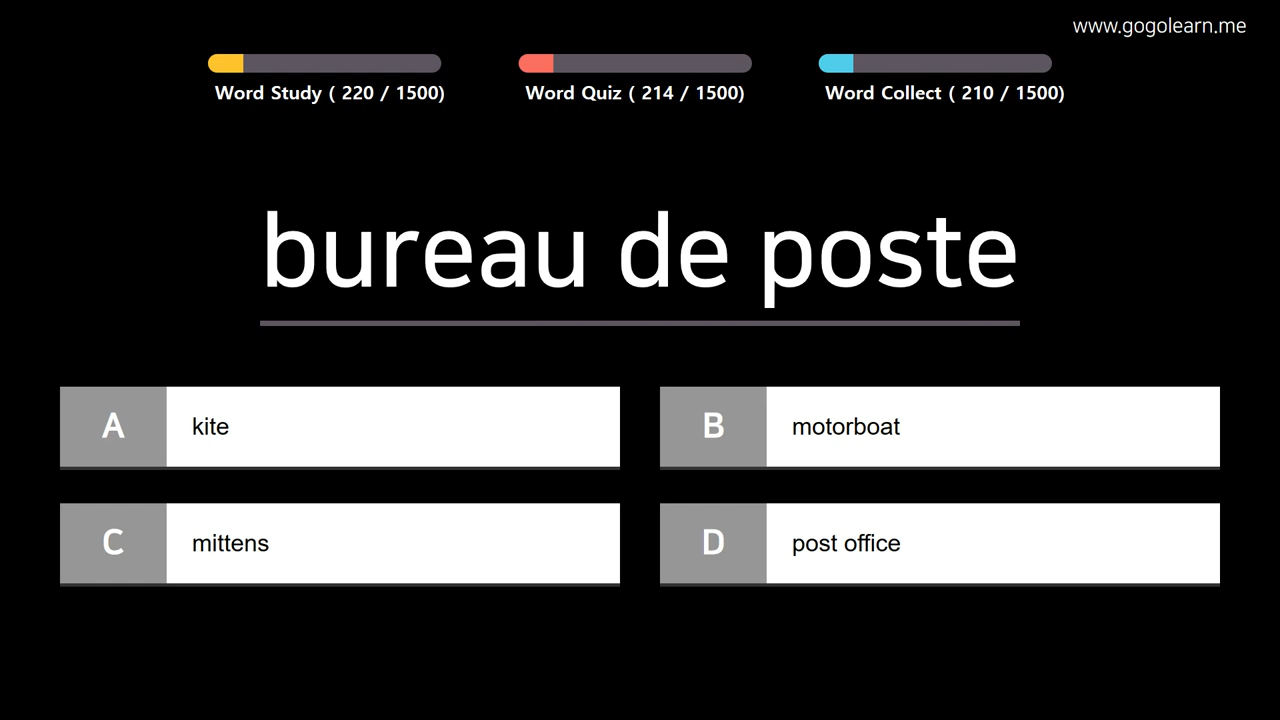 www.gogolearn.me
Word Study ( 220 / 1500)
Word Quiz ( 214 / 1500)
Word Collect ( 210 / 1500)
bureau de poste
A kite
B motorboat
C mittens
D post office